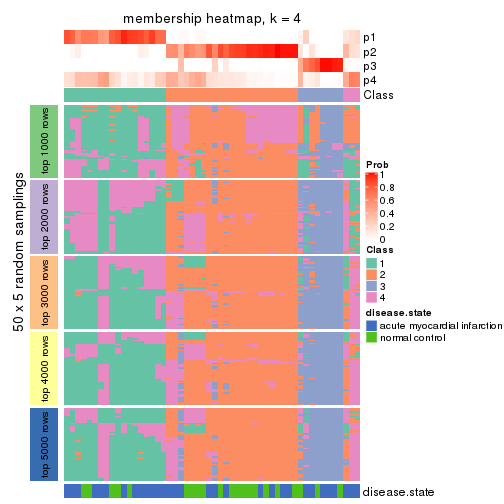 membership heatmap, k = 4
p1
p2
p3
p4
Class
50 x 5 random samplings
top 1000 rows
top 2000 rows
top 3000 rows
top 4000 rows
top 5000 rows
disease.state
Prob
1
0.8
0.6
0.4
0.2
0
Class
1
2
3
4
disease.state
acute myocardial infarction
normal control